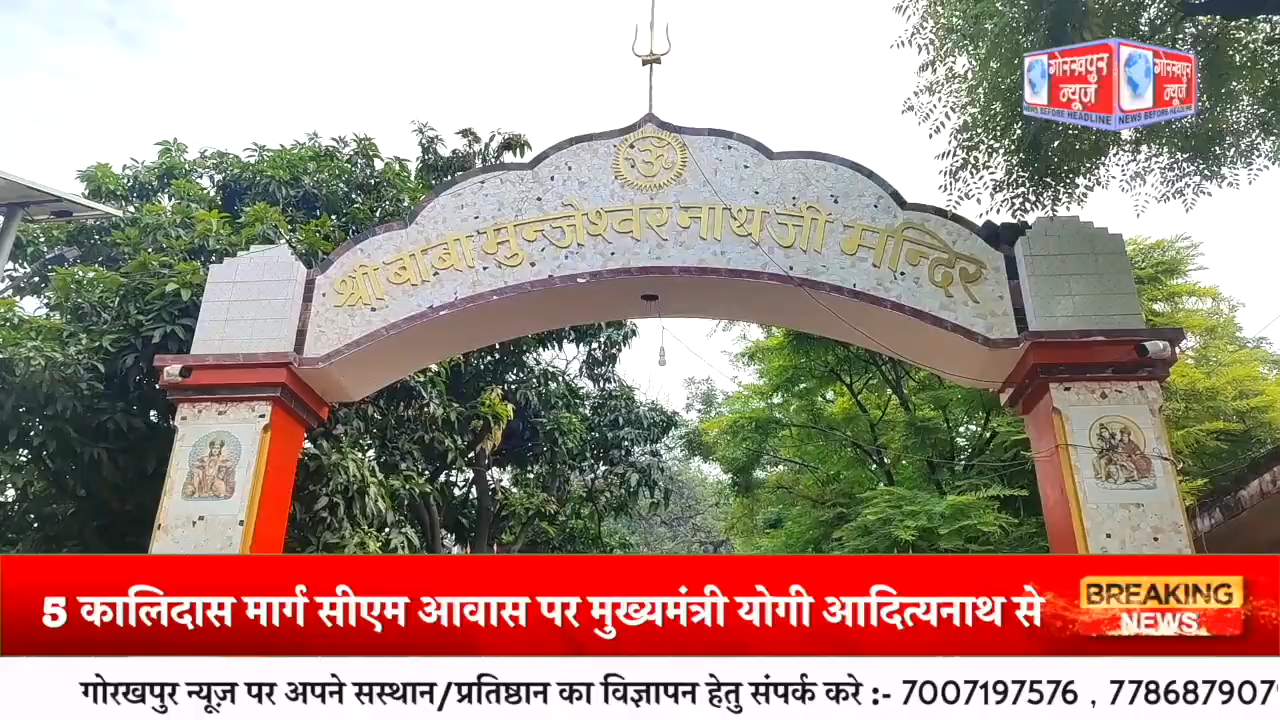 गोरखपुर
न्यूज़
NEWS BEFORE HEADLINE
गोरखपुर
न्यूज़
NEWS BEFORE HEADLINE
ॐ
श्री बाबा मुन्जेश्वर नाथ जी मन्दिर
5 कालिदास मार्ग सीएम आवास पर मुख्यमंत्री योगी आदित्यनाथ से
BREAKING
NEWS
गोरखपुर न्यूज़ पर अपने सस्थान/प्रतिष्ठान का विज्ञापन हेतु संपर्क करे :- 7007197576 , 778687907